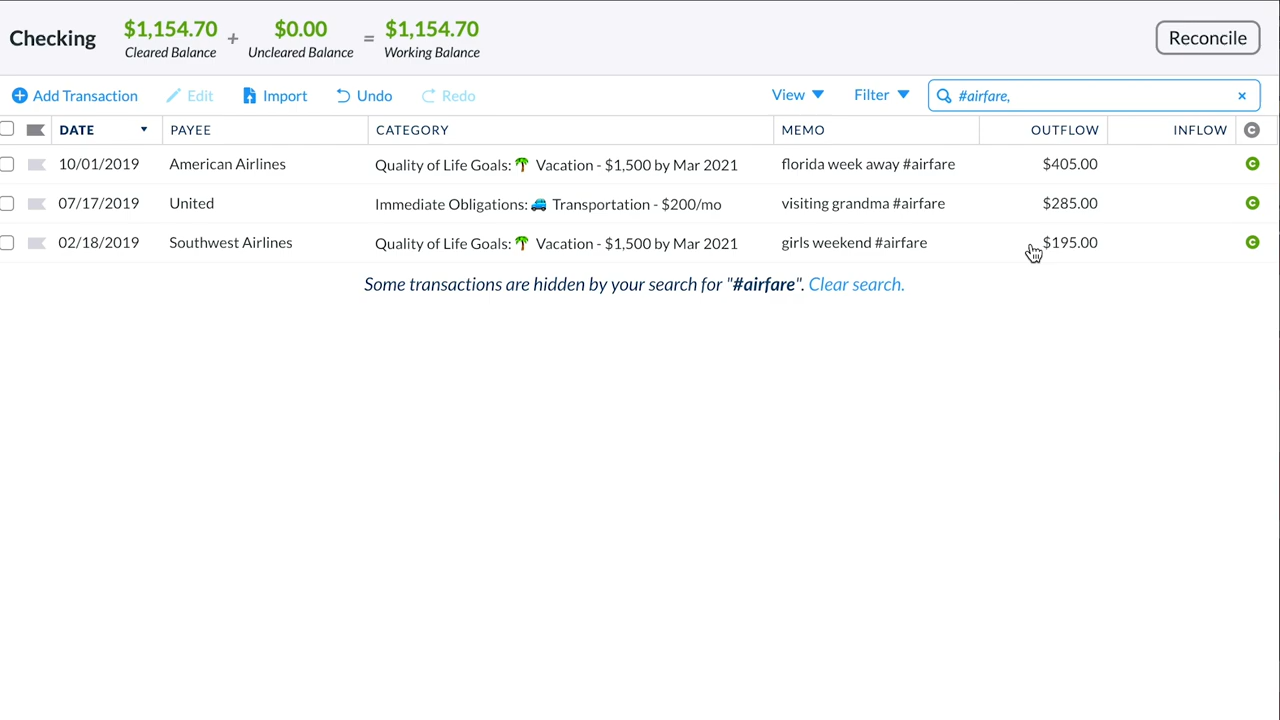 Checking
$1,154.70 + $0.00 = $1,154.70
Cleared Balance Uncleared Balance Working Balance
Reconcile
Add Transaction Edit Import Undo Redo View Filter #airfare, ×
DATE PAYEE CATEGORY MEMO OUTFLOW INFLOW C
10/01/2019 American Airlines Quality of Life Goals: 🌴 Vacation - $1,500 by Mar 2021 florida week away #airfare $405.00 C
07/17/2019 United Immediate Obligations: 🚙 Transportation - $200/mo visiting grandma #airfare $285.00 C
02/18/2019 Southwest Airlines Quality of Life Goals: 🌴 Vacation - $1,500 by Mar 2021 girls weekend #airfare $195.00 C
Some transactions are hidden by your search for "#airfare". Clear search.